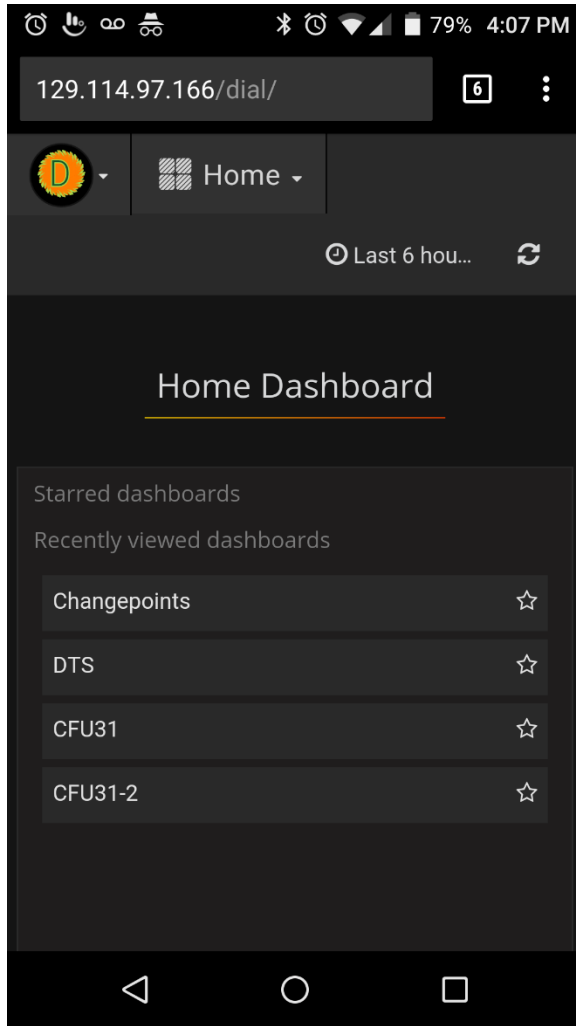 79% 4:07 PM
129.114.97.166/dial/
6
D
Home
Last 6 hou...
Home Dashboard
Starred dashboards
Recently viewed dashboards
Changepoints
DTS
CFU31
CFU31-2